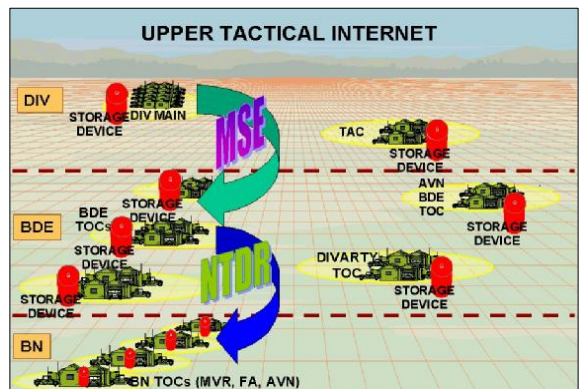 UPPER TACTICAL INTERNET
DIV
STORAGE
DEVICE
DIV MAIN
MSE
TAC
STORAGE
DEVICE
STORAGE
DEVICE
AVN
BDE
TOC
STORAGE
DEVICE
BDE
BDE
TOCs
STORAGE
DEVICE
NTDR
DIVARTY
TOC
STORAGE
DEVICE
STORAGE
DEVICE
BN
BN TOCs (MVR, FA, AVN)